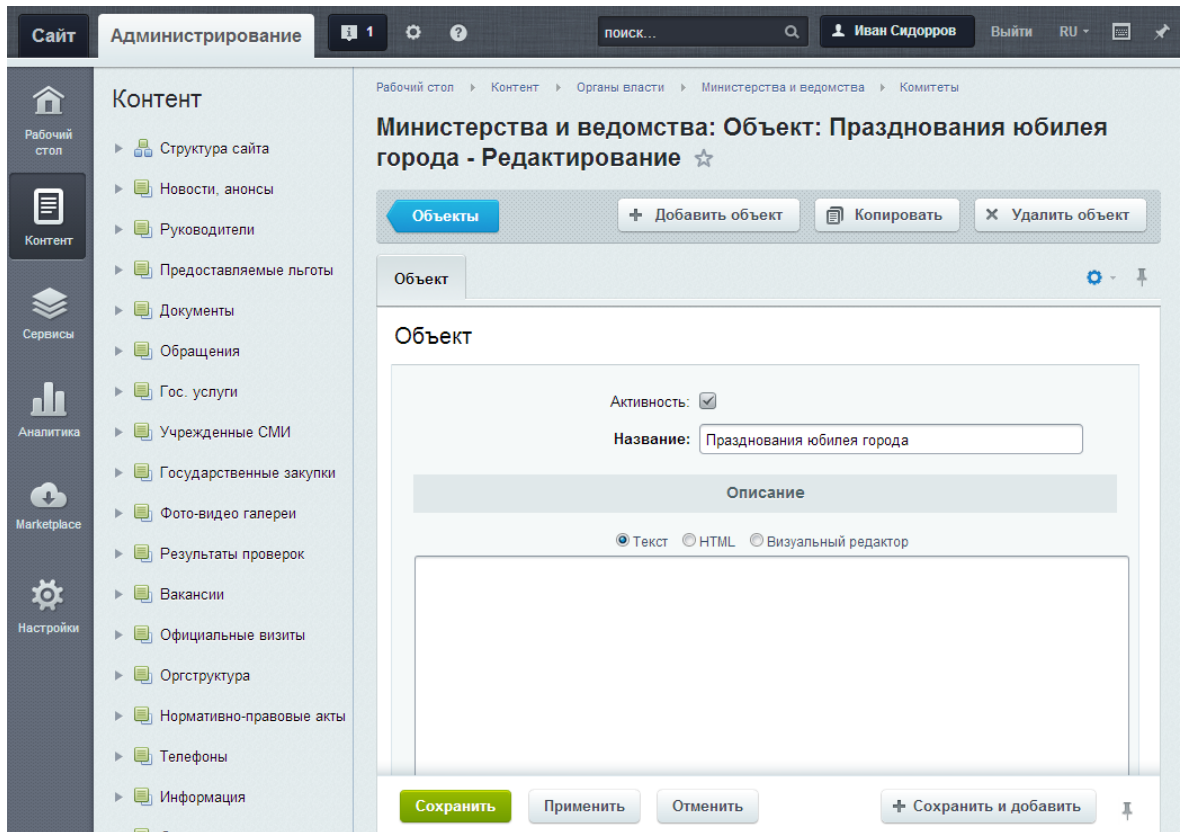 Сайт
Администрирование
1
поиск...
Иван Сидорров
Выйти
RU
Рабочий стол
Контент
Сервисы
Аналитика
Marketplace
Настройки
Контент
Структура сайта
Новости, анонсы
Руководители
Предоставляемые льготы
Документы
Обращения
Гос. услуги
Учрежденные СМИ
Государственные закупки
Фото-видео галереи
Результаты проверок
Вакансии
Официальные визиты
Оргструктура
Нормативно-правовые акты
Телефоны
Информация
Рабочий стол Контент Органы власти Министерства и ведомства Комитеты
Министерства и ведомства: Объект: Празднования юбилея
города - Редактирование
Объекты
+ Добавить объект
Копировать
Удалить объект
Объект
Объект
Активность:
Название: Празднования юбилея города
Описание
Текст HTML Визуальный редактор
Сохранить
Применить
Отменить
+ Сохранить и добавить